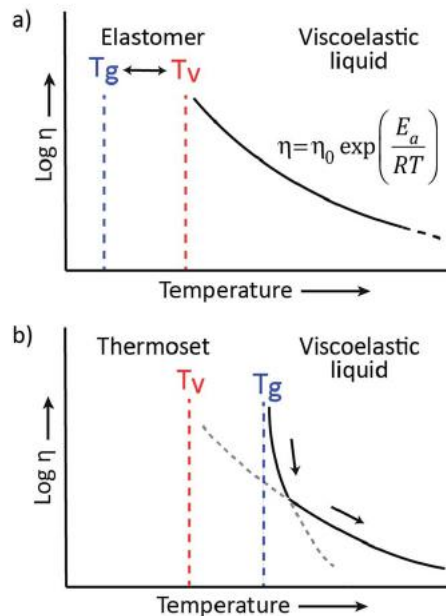 a)
Elastomer
Viscoelastic
liquid
Tg
Tv
η=η0 exp(Ea/RT)
Log η
Temperature
b)
Thermoset
Viscoelastic
liquid
Tv
Tg
Log η
Temperature